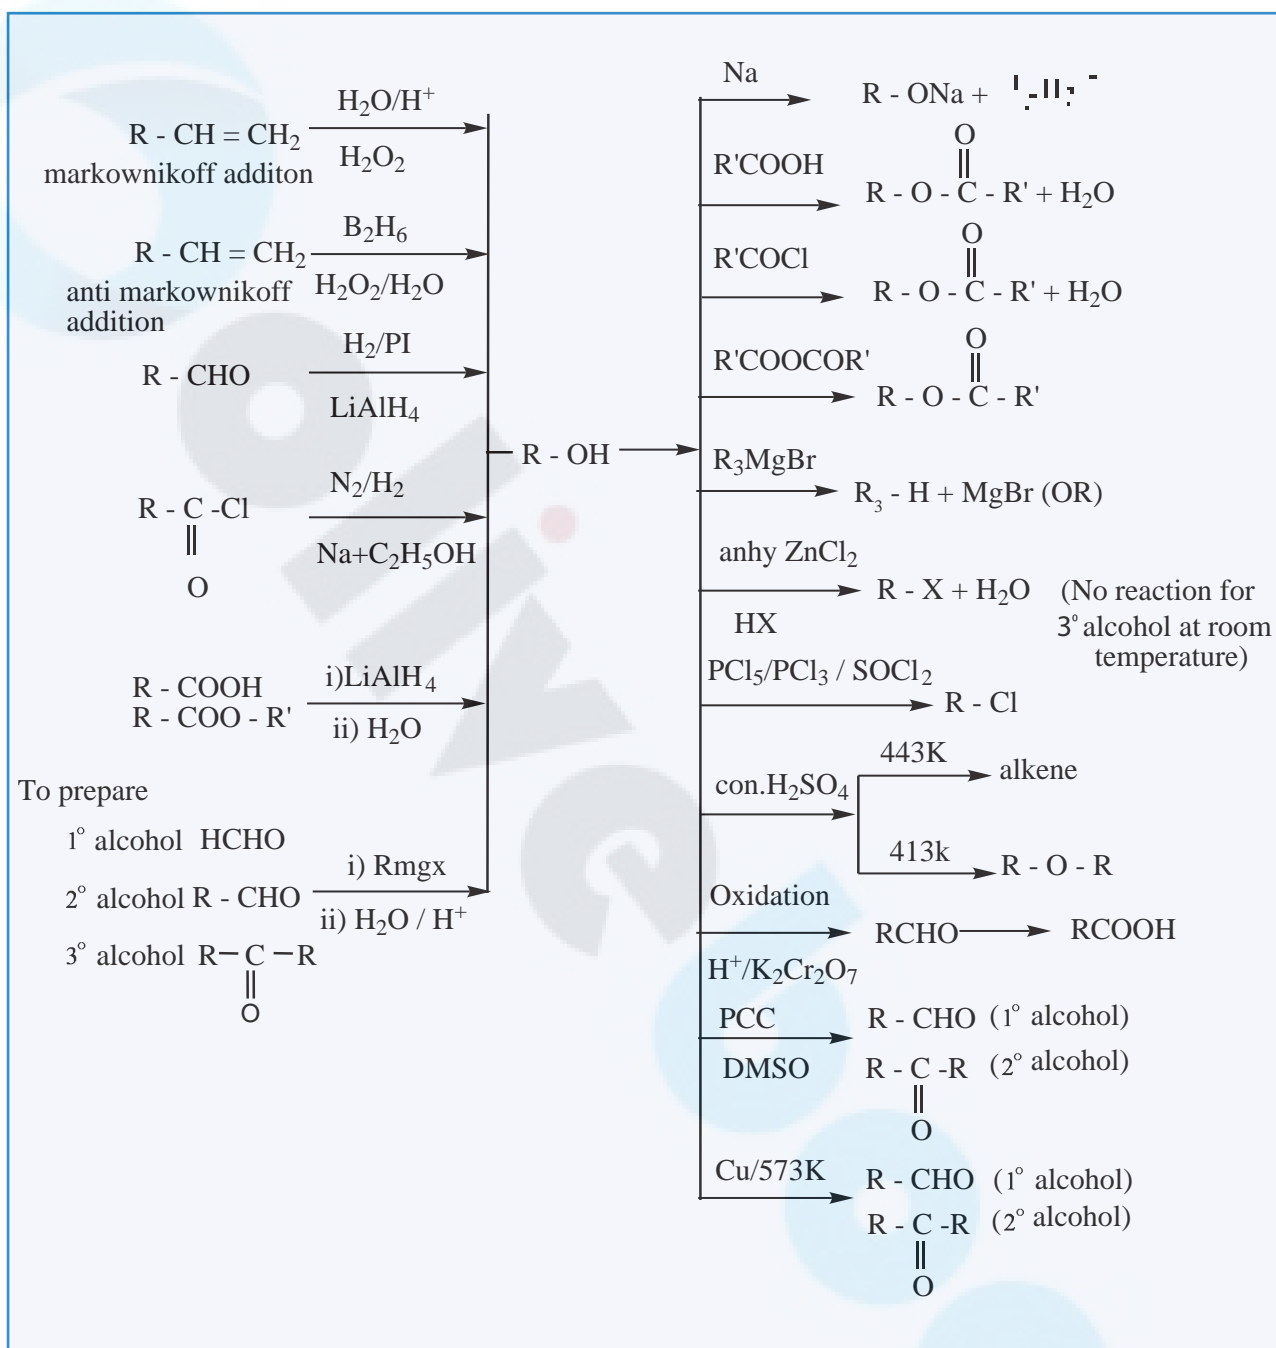 H₂O/H⁺
R - CH = CH₂
H₂O₂
markownikoff additon
B₂H₆
R - CH = CH₂
H₂O₂/H₂O
anti markownikoff
addition
H₂/PI
R - CHO
LiAlH₄
N₂/H₂
R - C -Cl
Na+C₂H₅OH
O
R - COOH
R - COO - R'
i)LiAlH₄
ii) H₂O
To prepare
1° alcohol HCHO
2° alcohol R - CHO
3° alcohol R─ C ─R
O
i) Rmgx
ii) H₂O / H⁺
R - OH
Na
R - ONa +
R'COOH
O
R - O - C - R' + H₂O
R'COCl
O
R - O - C - R' + H₂O
R'COOCOR'
O
R - O - C - R'
R₃MgBr
R₃ - H + MgBr (OR)
anhy ZnCl₂
HX
R - X + H₂O (No reaction for
3° alcohol at room
temperature)
PCl₅/PCl₃ / SOCl₂
R - Cl
con.H₂SO₄
443K
alkene
413k
R - O - R
Oxidation
H⁺/K₂Cr₂O₇
RCHO
RCOOH
PCC
DMSO
R - CHO (1° alcohol)
R - C -R (2° alcohol)
O
Cu/573K
R - CHO (1° alcohol)
R - C -R (2° alcohol)
O
olive